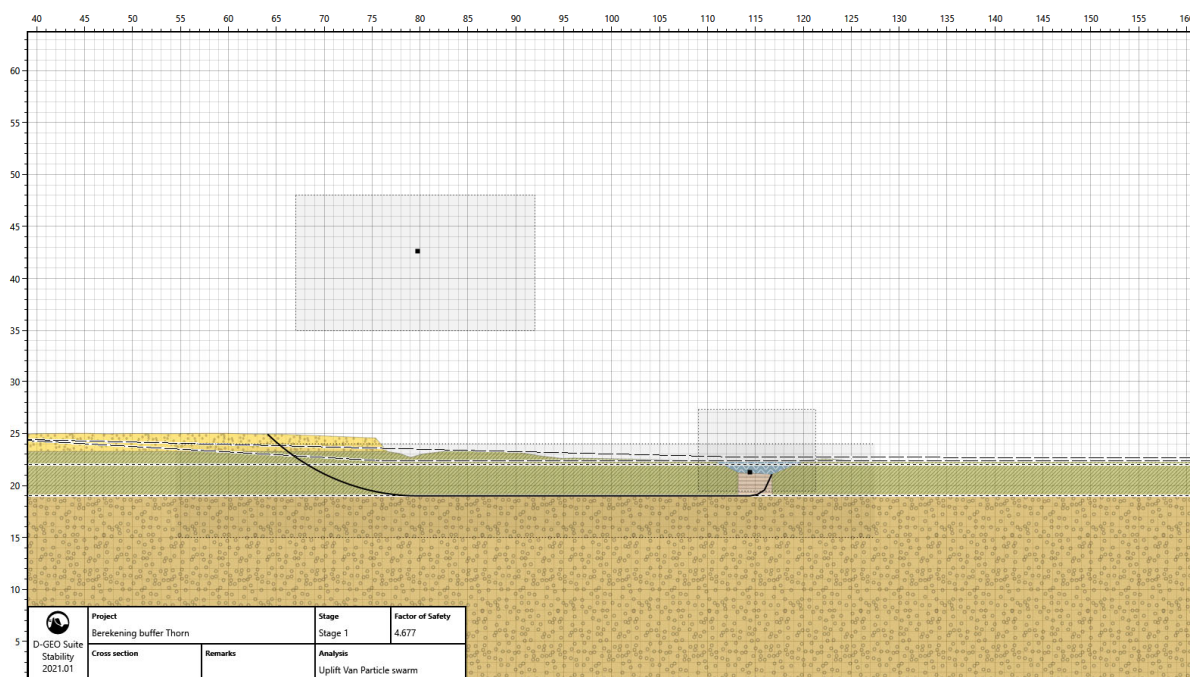 40 45 50 55 60 65 70 75 80 85 90 95 100 105 110 115 120 125 130 135 140 145 150 155 160
60
55
50
45
40
35
30
25
20
15
10
5
Project
Stage
Factor of Safety
Berekening buffer Thorn
Stage 1
4.677
D-GEO Suite
Stability
2021.01
Cross section
Remarks
Analysis
Uplift Van Particle swarm